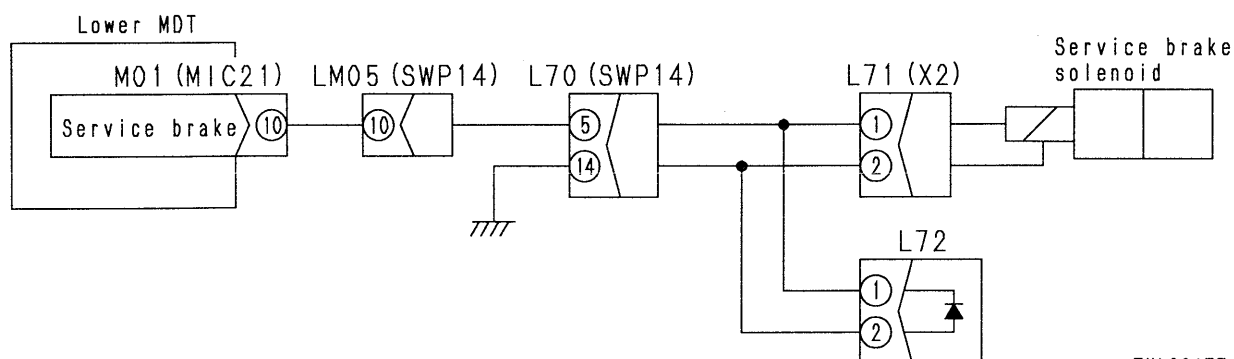 Lower MDT
Service brake
solenoid
M01 (MIC21) LM05 (SWP14) L70 (SWP14) L71 (X2)
Service brake 10 10 5 1
14 2
L72
1
2